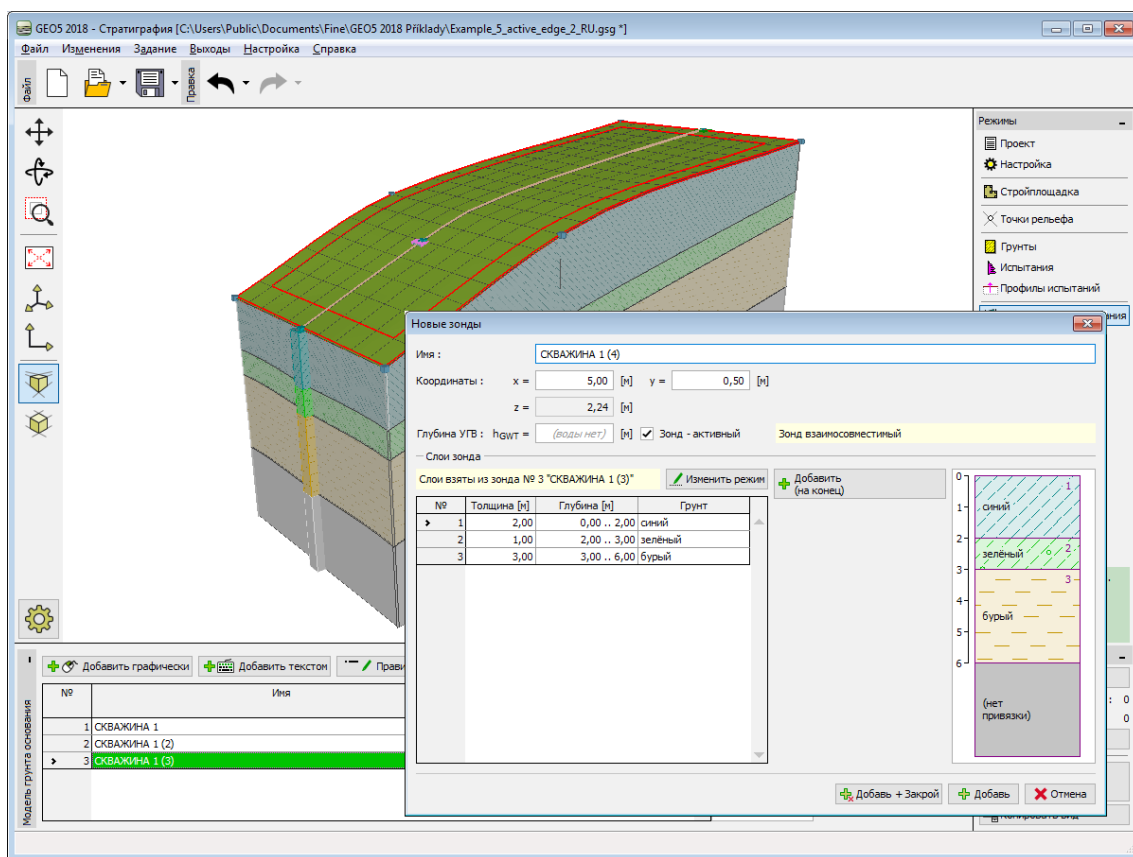 GEO5 2018 - Стратиграфия [C:\Users\Public\Documents\Fine\GEO5 2018 Příklady\Example_5_active_edge_2_RU.gsg *]
Файл Изменения Задание Выходы Настройка Справка
Файл
Правка
Режимы
Проект
Настройка
Стройплощадка
Точки рельефа
Грунты
Испытания
Профилы испытаний
Новые зонды
Имя :
СКВАЖИНА 1 (4)
Координаты : x = 5,00 [м] y = 0,50 [м]
z = 2,24 [м]
Глубина УГВ : hGWT = (воды нет) [м] Зонд - активный Зонд взаимосовместимый
Слои зонда
Слои взяты из зонда № 3 "СКВАЖИНА 1 (3)" Изменить режим
Добавить
(на конец)
№ Толщина [м] Глубина [м] Грунт
1 2,00 0,00 .. 2,00 синий
2 1,00 2,00 .. 3,00 зелёный
3 3,00 3,00 .. 6,00 бурый
0
1
1
синий
2
2
зелёный
3
3
4
бурый
5
6
(нет
привязки)
Добавь + Закрой Добавь Отмена
Добавить графически Добавить текстом
№ Имя
1 СКВАЖИНА 1
2 СКВАЖИНА 1 (2)
3 СКВАЖИНА 1 (3)
Модель грунта основания
: 0
0